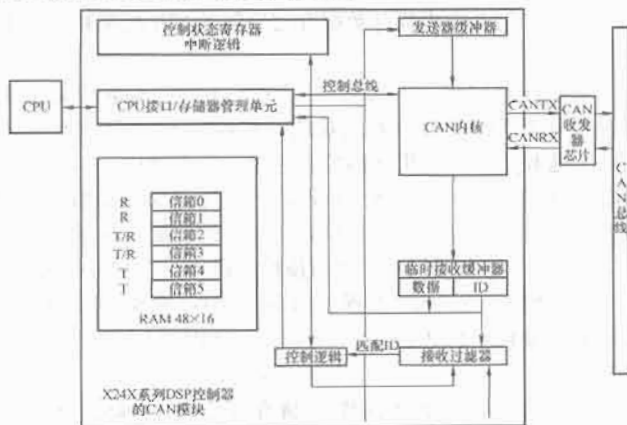 控制状态寄存器
中断逻辑
发送器缓冲器
控制总线
CPU
CPU接口/存储器管理单元
CAN内核
CANTX
CANRX
CAN
收发
器
芯片
CAN总线
R 信箱0
R 信箱1
T/R 信箱2
T/R 信箱3
T 信箱4
T 信箱5
RAM 48×16
临时接收缓冲器
数据 ID
控制逻辑
匹配ID
接收过滤器
X24X系列DSP控制器
的CAN模块